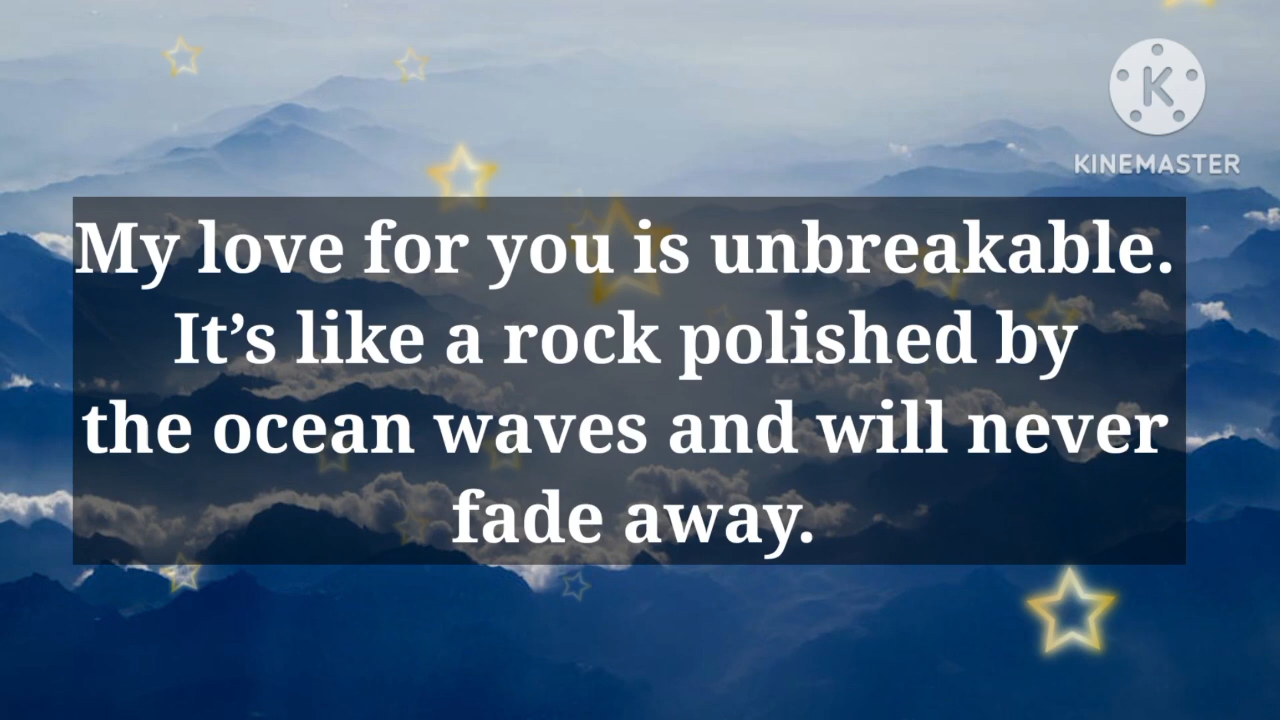 KINEMASTER
My love for you is unbreakable.
It’s like a rock polished by
the ocean waves and will never
fade away.